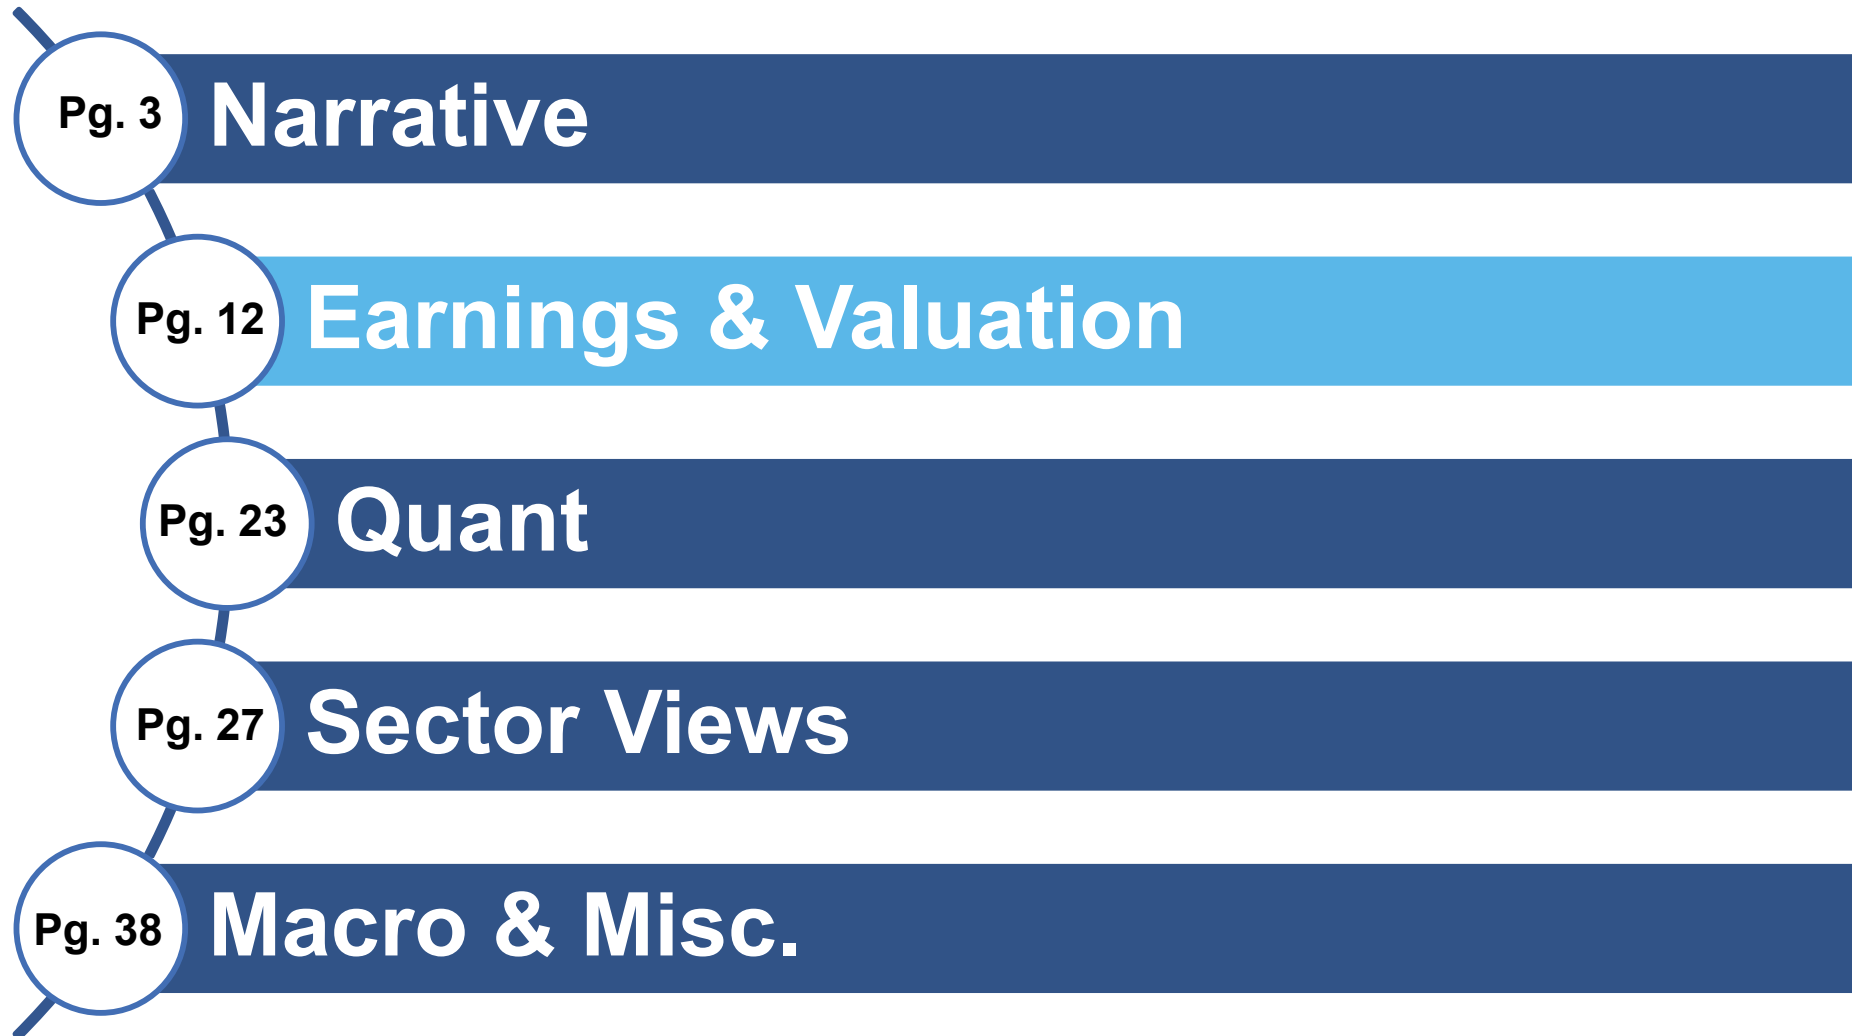 Pg. 3 Narrative
Pg. 12 Earnings & Valuation
Pg. 23 Quant
Pg. 27 Sector Views
Pg. 38 Macro & Misc.